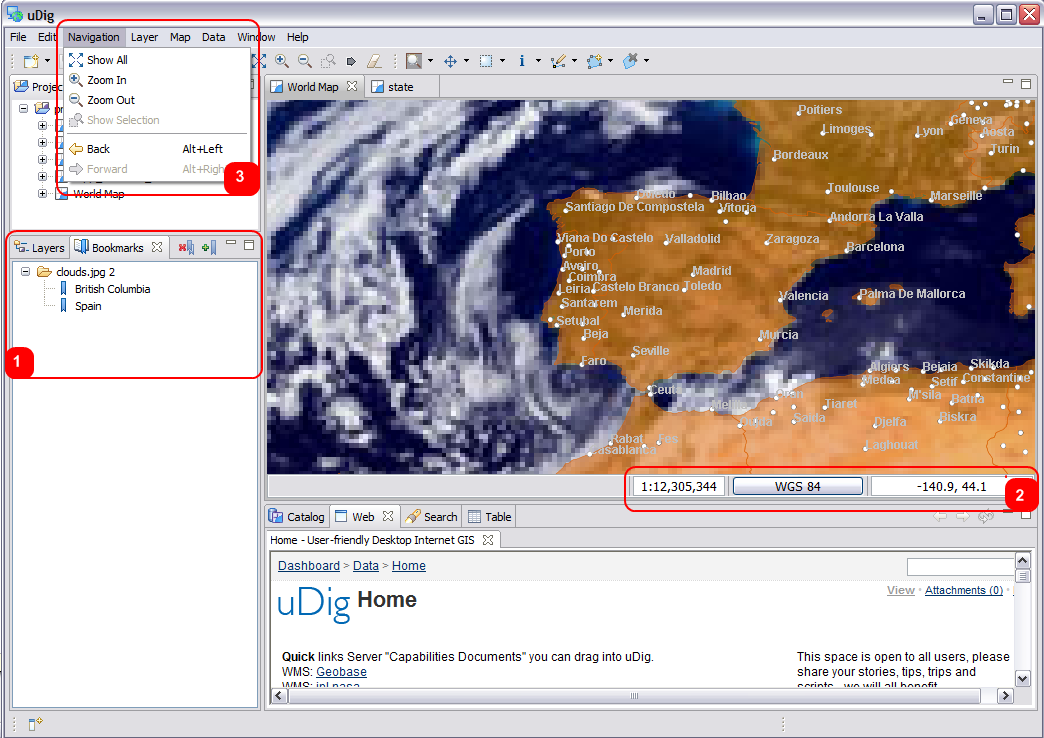 uDig
File Edit Navigation Layer Map Data Window Help
Show All
Zoom In
Zoom Out
Show Selection
Back Alt+Left
Forward Alt+Righ
3
Projec
World Map
World Map
state
Layers
Bookmarks
clouds.jpg 2
British Columbia
Spain
1
Poitiers
Limoges
Lyon
Geneva
Aosta
Turin
Bordeaux
Toulouse
Marseille
Oviedo
Bilbao
Santiago De Compostela
Vitoria
Andorra La Valla
Viana Do Castelo
Valladolid
Zaragoza
Barcelona
Porto
Aveiro
Madrid
Coimbra
Leiria
Castelo Branco
Toledo
Valencia
Palma De Mallorca
Santarem
Merida
Setubal
Beja
Murcia
Seville
Faro
Algiers
Bejaia
Skikda
Medea
Setif
Constantine
Ceuta
M'sila
Batna
Oran
Tiaret
Saida
Biskra
Oujda
Djelfa
Rabat
Fes
Laghouat
Casablanca
1:12,305,344
WGS 84
-140.9, 44.1
2
Catalog
Web
Search
Table
Home - User-friendly Desktop Internet GIS
Dashboard > Data > Home
View · Attachments (0) ·
uDig Home
Quick links Server "Capabilities Documents" you can drag into uDig.
WMS: Geobase
WMS: jpl.nasa
This space is open to all users, please
share your stories, tips, trips and
scripts - we will all benefit